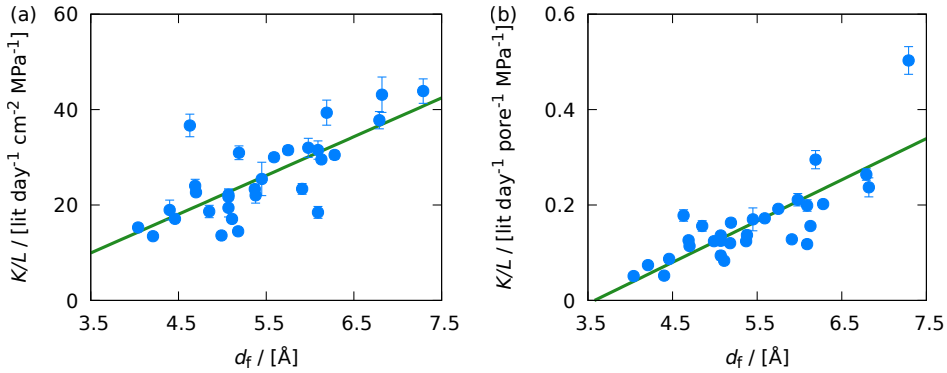 (a)
K/L / [lit day⁻¹ cm⁻² MPa⁻¹]
60
40
20
0
3.5 4.5 5.5 6.5 7.5
d_f / [Å]
(b)
K/L / [lit day⁻¹ pore⁻¹ MPa⁻¹]
0.6
0.4
0.2
0
3.5 4.5 5.5 6.5 7.5
d_f / [Å]